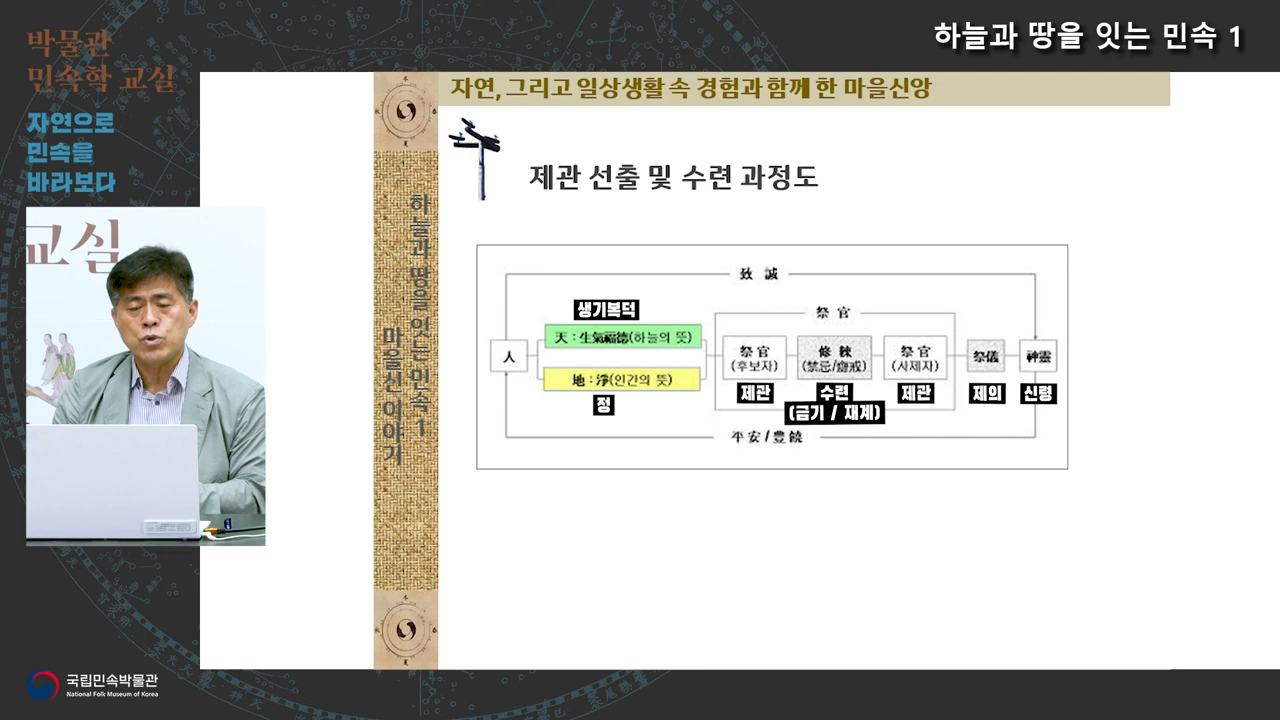 하늘과 땅을 잇는 민속 1
박물관
민속학 교실
자연으로
민속을
바라보다
교실
자연, 그리고 일상생활 속 경험과 함께 한 마을신앙
하늘과 땅을 잇는 민속 1
마을신 이야기
제관 선출 및 수련 과정도
致 誠
생기복덕
天 : 生氣福德(하늘의 뜻)
人
地 : 淨(인간의 뜻)
정
祭 官
祭 官
(후보자)
제관
修 練
(禁忌/齋戒)
수련
(금기 / 재계)
祭 官
(사제자)
제관
祭儀
제의
神靈
신령
平 安 / 豊 饒
국립민속박물관
National Folk Museum of Korea